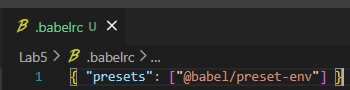 .babelrc U ×
Lab5 > .babelrc > ...
1 { "presets": ["@babel/preset-env"] }